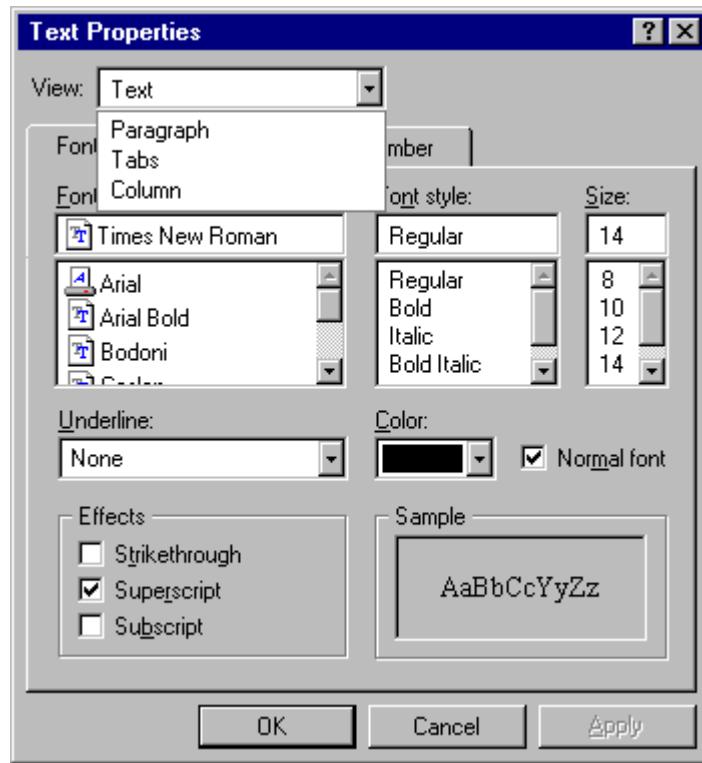 Text Properties
View: Text
Paragraph
Tabs
Column
Font
mber
Font style:
Size:
Times New Roman
Regular
14
Arial
Arial Bold
Bodoni
Regular
Bold
Italic
Bold Italic
8
10
12
14
Underline:
None
Color:
Normal font
Effects
Strikethrough
Superscript
Subscript
Sample
AaBbCcYyZz
OK
Cancel
Apply